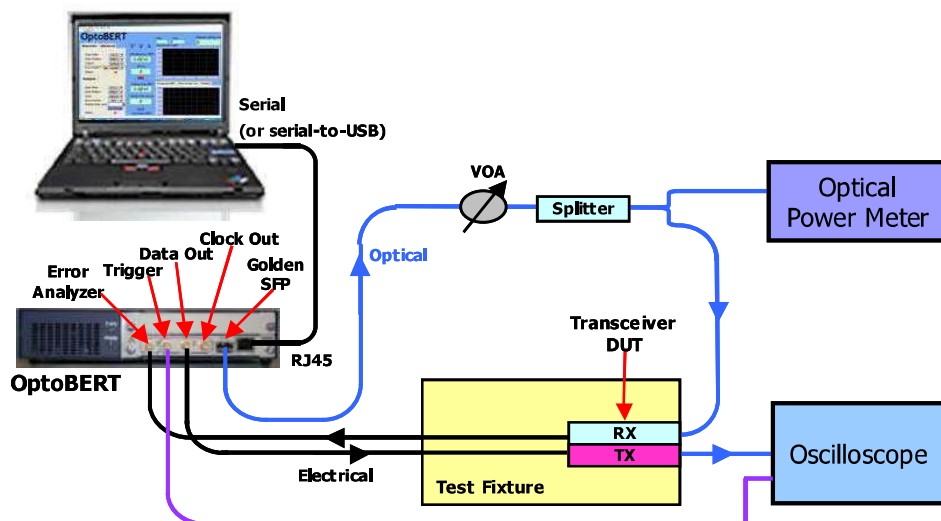 OptoBERT
Serial
(or serial-to-USB)
VOA
Splitter
Optical
Power Meter
Clock Out
Data Out
Trigger
Golden
SFP
Error
Analyzer
Optical
Transceiver
DUT
RJ45
OptoBERT
RX
TX
Electrical
Test Fixture
Oscilloscope